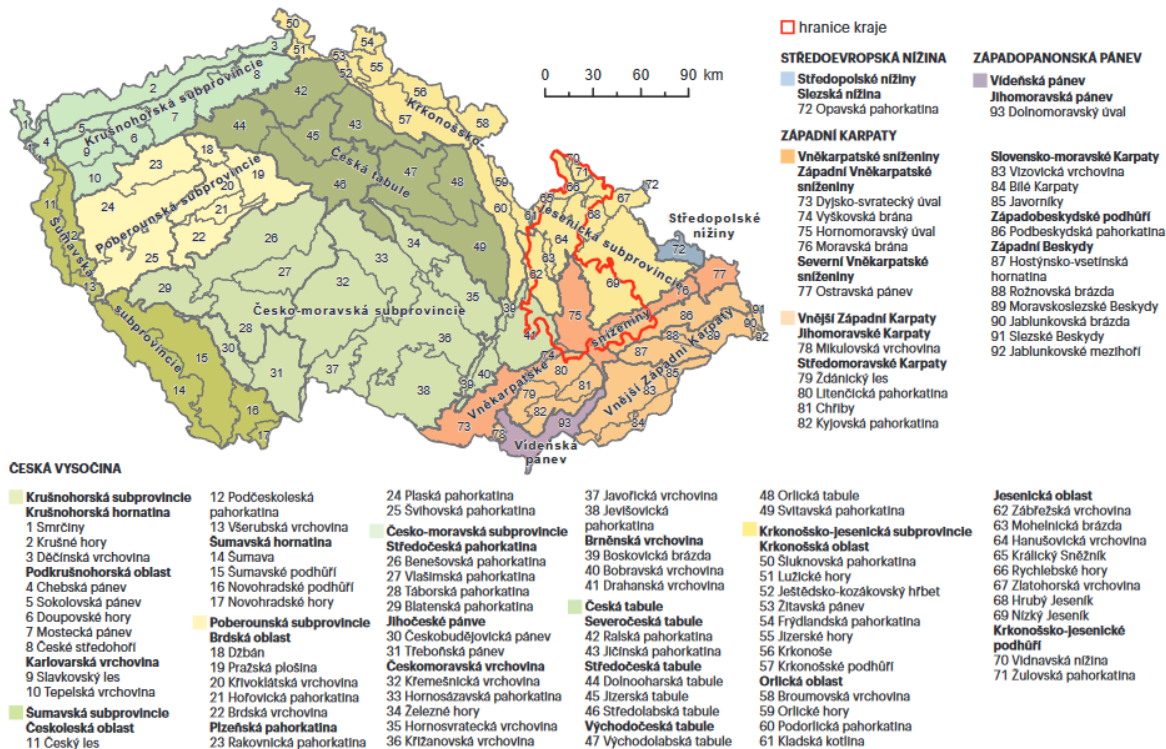 hranice kraje
0 30 60 90 km
STŘEDOEVROPSKÁ NÍŽINA
Středopolské nížiny
Slezská nížina
72 Opavská pahorkatina
ZÁPADNÍ KARPATY
Vněkarpatské sníženiny
Západní Vněkarpatské
sníženiny
73 Dyjsko-svratecký úval
74 Vyškovská brána
75 Hornomoravský úval
76 Moravská brána
Severní Vněkarpatské
sníženiny
77 Ostravská pánev
Vnější Západní Karpaty
Jihomoravské Karpaty
78 Mikulovská vrchovina
Středomoravské Karpaty
79 Ždánický les
80 Litenčická pahorkatina
81 Chřiby
82 Kyjovská pahorkatina
ZÁPADOPANONSKÁ PÁNEV
Vídeňská pánev
Jihomoravská pánev
93 Dolnomoravský úval
Slovensko-moravské Karpaty
83 Vizovická vrchovina
84 Bílé Karpaty
85 Javorníky
Západobeskydské podhůří
86 Podbeskydská pahorkatina
Západní Beskydy
87 Hostýnsko-vsetínská
hornatina
88 Rožnovská brázda
89 Moravskoslezské Beskydy
90 Jablunkovská brázda
91 Slezské Beskydy
92 Jablunkovské mezihoří
Krušnohorská subprovincie
Šumavská subprovincie
Poberounská subprovincie
Česká tabule
Česko-moravská subprovincie
Krkonošsko-
jesenická subprovincie
Středopolské
nížiny
Vněkarpatské sníženiny
Vnější Západní Karpaty
Vídeňská
pánev
ČESKÁ VYSOČINA
Krušnohorská subprovincie
Krušnohorská hornatina
1 Smrčiny
2 Krušné hory
3 Děčínská vrchovina
Podkrušnohorská oblast
4 Chebská pánev
5 Sokolovská pánev
6 Doupovské hory
7 Mostecká pánev
8 České středohoří
Karlovarská vrchovina
9 Slavkovský les
10 Tepelská vrchovina
Šumavská subprovincie
Českoleská oblast
11 Český les
12 Podčeskoleská
pahorkatina
13 Všerubská vrchovina
Šumavská hornatina
14 Šumava
15 Šumavské podhůří
16 Novohradské podhůří
17 Novohradské hory
Poberounská subprovincie
Brdská oblast
18 Džbán
19 Pražská plošina
20 Křivoklátská vrchovina
21 Hořovická pahorkatina
22 Brdská vrchovina
Plzeňská pahorkatina
23 Rakovnická pahorkatina
24 Plaská pahorkatina
25 Švihovská pahorkatina
Česko-moravská subprovincie
Středočeská pahorkatina
26 Benešovská pahorkatina
27 Vlašimská pahorkatina
28 Táborská pahorkatina
29 Blatenská pahorkatina
Jihočeské pánve
30 Českobudějovická pánev
31 Třeboňská pánev
Českomoravská vrchovina
32 Křemešnická vrchovina
33 Hornosázavská pahorkatina
34 Železné hory
35 Hornosvratecká vrchovina
36 Křižanovská vrchovina
37 Javořická vrchovina
38 Jevišovická
pahorkatina
Brněnská vrchovina
39 Boskovická brázda
40 Bobravská vrchovina
41 Drahanská vrchovina
Česká tabule
Severočeská tabule
42 Ralská pahorkatina
43 Jičínská pahorkatina
Středočeská tabule
44 Dolnooharská tabule
45 Jizerská tabule
46 Středolabská tabule
Východočeská tabule
47 Východolabská tabule
48 Orlická tabule
49 Svitavská pahorkatina
Krkonošsko-jesenická subprovincie
Krkonošská oblast
50 Šluknovská pahorkatina
51 Lužické hory
52 Ještědsko-kozákovský hřbet
53 Žitavská pánev
54 Frýdlantská pahorkatina
55 Jizerské hory
56 Krkonoše
57 Krkonošské podhůří
Orlická oblast
58 Broumovská vrchovina
59 Orlické hory
60 Podorlická pahorkatina
61 Kladská kotlina
Jesenická oblast
62 Zábřežská vrchovina
63 Mohelnická brázda
64 Hanušovická vrchovina
65 Králický Sněžník
66 Rychlebské hory
67 Zlatohorská vrchovina
68 Hrubý Jeseník
69 Nízký Jeseník
Krkonošsko-jesenické
podhůří
70 Vidnavská nížina
71 Žulovská pahorkatina